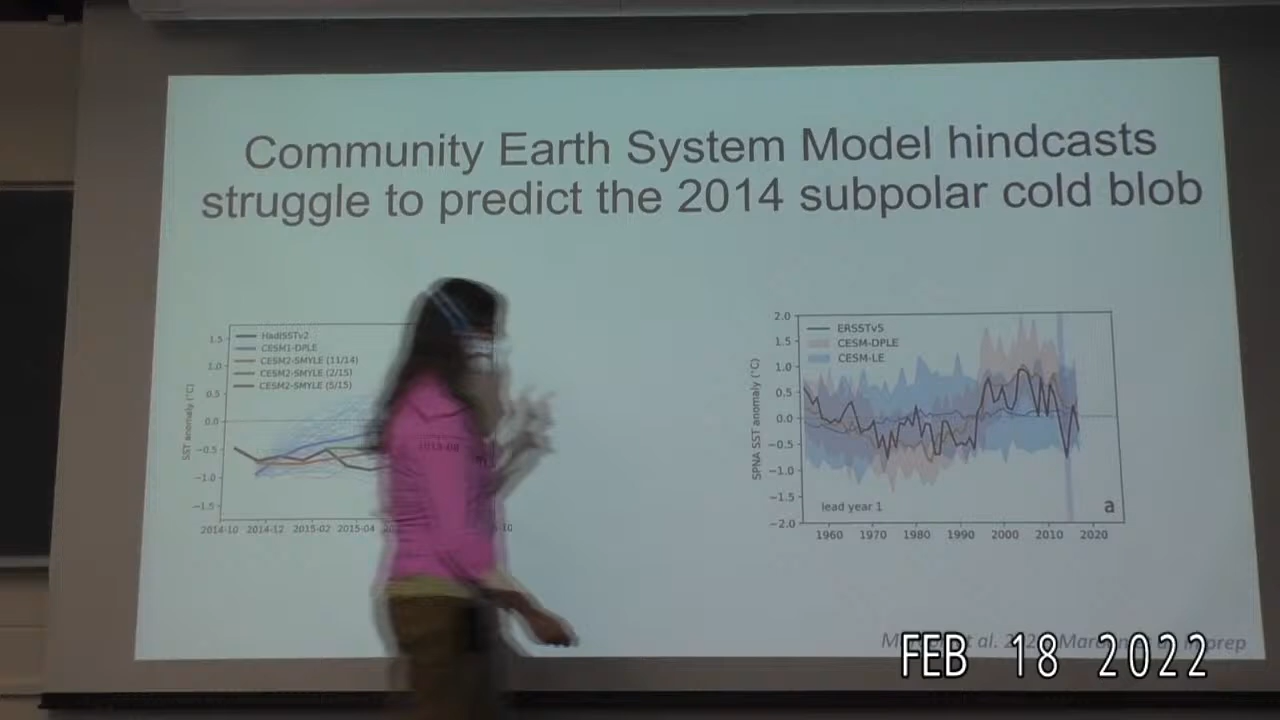 Community Earth System Model hindcasts
struggle to predict the 2014 subpolar cold blob
HadISSTv2
CESM1-DPLE
CESM2-SMYLE (11/14)
CESM2-SMYLE (2/15)
CESM2-SMYLE (5/15)
SST anomaly (°C)
1.5
1.0
0.5
0.0
−0.5
−1.0
−1.5
2014-10 2014-12 2015-02 2015-04
ERSSTv5
CESM-DPLE
CESM-LE
SPNA SST anomaly (°C)
2.0
1.5
1.0
0.5
0.0
−0.5
−1.0
−1.5
−2.0
lead year 1
a
1960 1970 1980 1990 2000 2010 2020
et al.
prep
FEB 18 2022